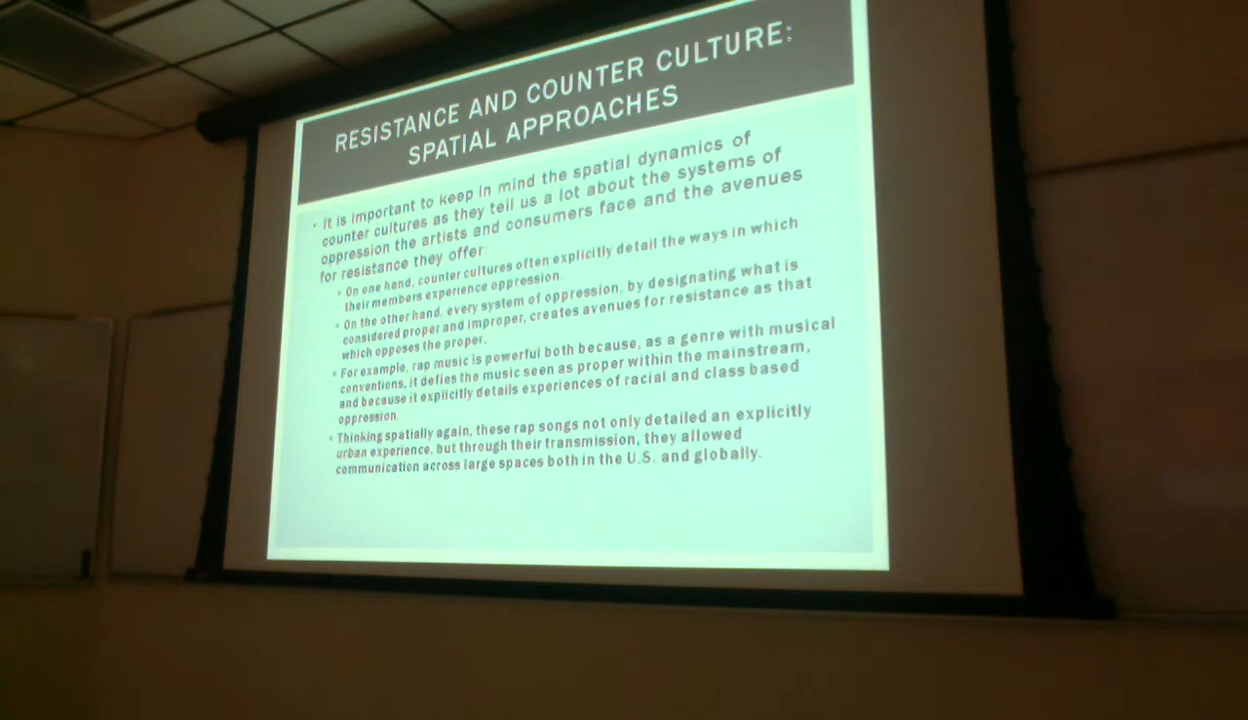 RESISTANCE AND COUNTER CULTURE:
SPATIAL APPROACHES
It is important to keep in mind the spatial dynamics of
counter cultures as they tell us a lot about the systems of
oppression the artists and consumers face and the avenues
for resistance they offer:
On one hand, counter cultures often explicitly detail the ways in which
their members experience oppression.
On the other hand, every system of oppression, by designating what is
considered proper and improper, creates avenues for resistance as that
which opposes the proper.
For example, rap music is powerful both because, as a genre with musical
conventions, it defies the music seen as proper within the mainstream,
and because it explicitly details experiences of racial and class based
oppression.
Thinking spatially again, these rap songs not only detailed an explicitly
urban experience, but through their transmission, they allowed
communication across large spaces both in the U.S. and globally.